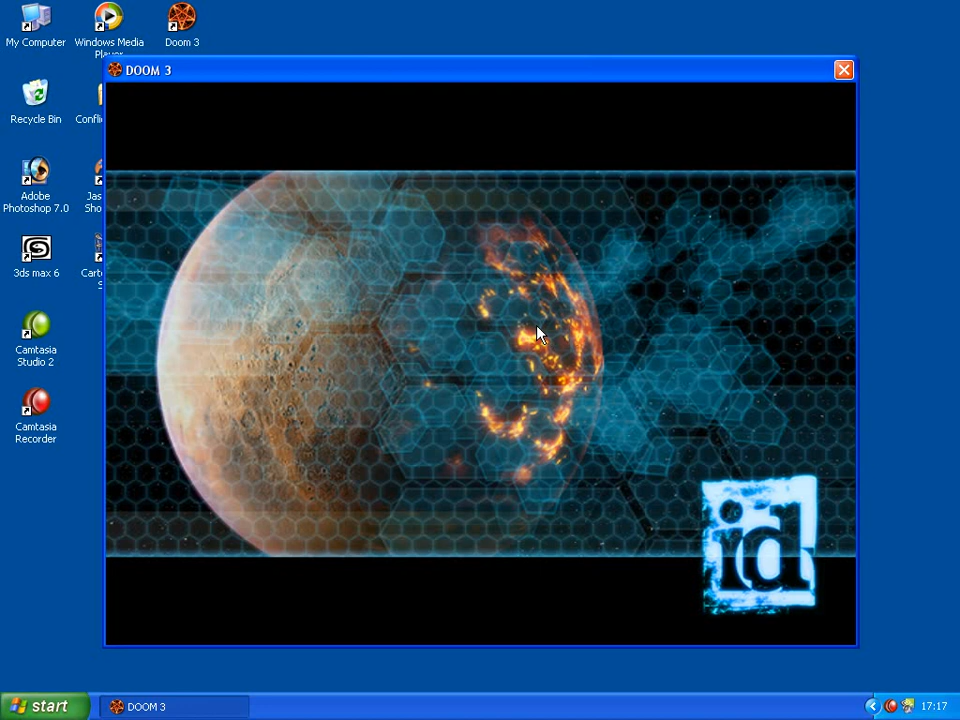 My Computer
Windows Media
Player
Doom 3
DOOM 3
Recycle Bin
Adobe
Photoshop 7.0
3ds max 6
Camtasia
Studio 2
Camtasia
Recorder
id
start
DOOM 3
17:17